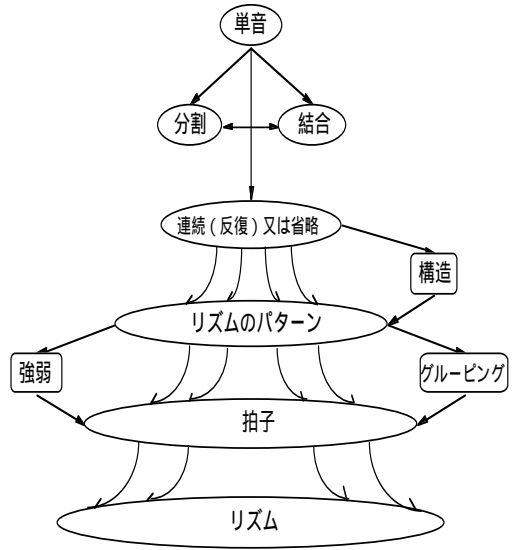 単音
分割
結合
連続（反復）又は省略
構造
リズムのパターン
強弱
グルーピング
拍子
リズム